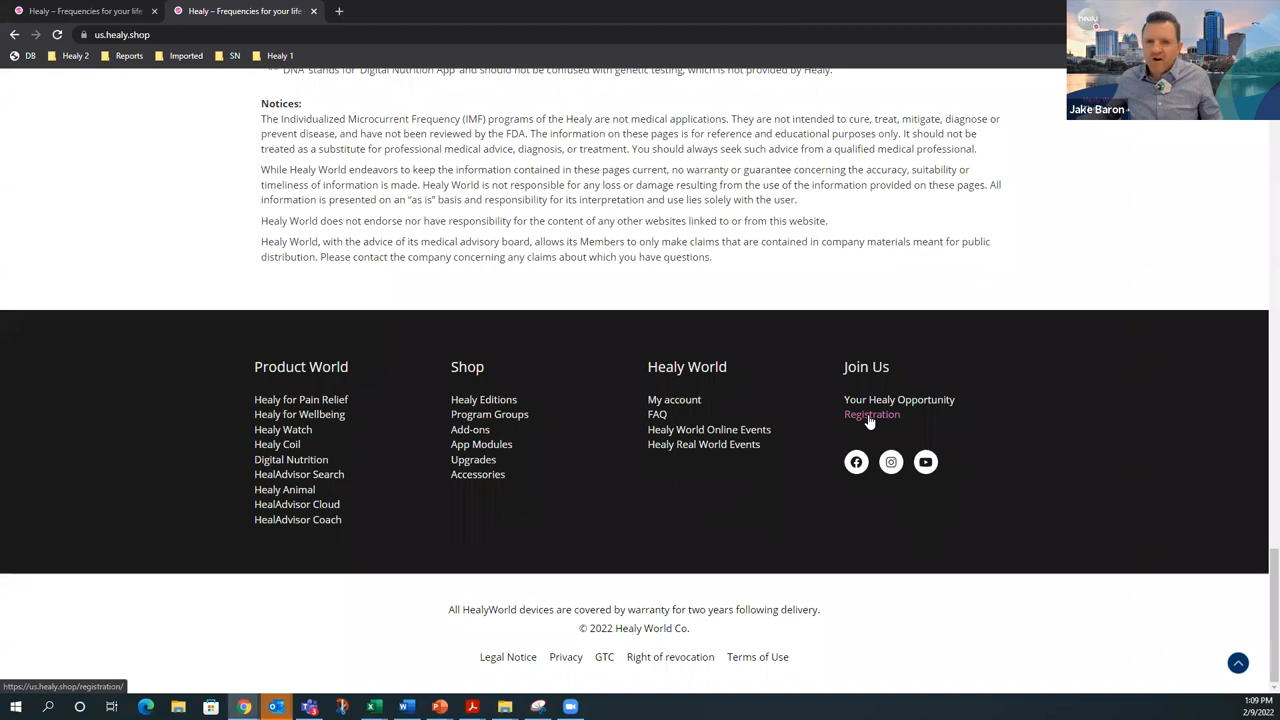 Healy – Frequencies for your life
Healy – Frequencies for your life
us.healy.shop
DB
Healy 2
Reports
Imported
SN
Healy 1
healy
Jake Baron
"DNA" stands for "Digital Nutrition App" and should not be confused with genetic testing, which is not provided by Healy.
Notices:
The Individualized Microcurrent Frequency (IMF) programs of the Healy are not medical applications. They are not intended to cure, treat, mitigate, diagnose or
prevent disease, and have not been reviewed by the FDA. The information on these pages is for reference and educational purposes only. It should not be
treated as a substitute for professional medical advice, diagnosis, or treatment. You should always seek such advice from a qualified medical professional.
While Healy World endeavors to keep the information contained in these pages current, no warranty or guarantee concerning the accuracy, suitability or
timeliness of information is made. Healy World is not responsible for any loss or damage resulting from the use of the information provided on these pages. All
information is presented on an "as is" basis and responsibility for its interpretation and use lies solely with the user.
Healy World does not endorse nor have responsibility for the content of any other websites linked to or from this website.
Healy World, with the advice of its medical advisory board, allows its Members to only make claims that are contained in company materials meant for public
distribution. Please contact the company concerning any claims about which you have questions.
Product World
Healy for Pain Relief
Healy for Wellbeing
Healy Watch
Healy Coil
Digital Nutrition
HealAdvisor Search
Healy Animal
HealAdvisor Cloud
HealAdvisor Coach
Shop
Healy Editions
Program Groups
Add-ons
App Modules
Upgrades
Accessories
Healy World
My account
FAQ
Healy World Online Events
Healy Real World Events
Join Us
Your Healy Opportunity
Registration
All HealyWorld devices are covered by warranty for two years following delivery.
© 2022 Healy World Co.
Legal Notice Privacy GTC Right of revocation Terms of Use
https://us.healy.shop/registration/
1:09 PM
2/9/2022